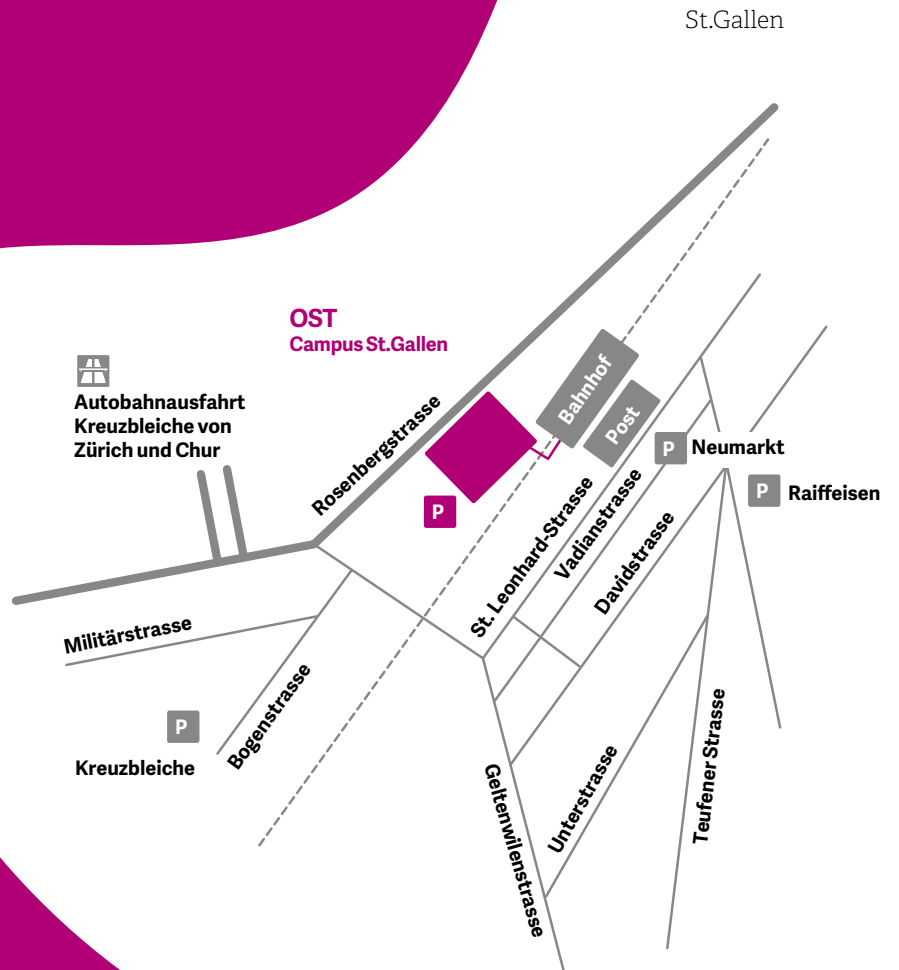 St.Gallen
OST
Campus St.Gallen
Autobahnausfahrt
Kreuzbleiche von
Zürich und Chur
Rosenbergstrasse
Bahnhof
Post
P
Neumarkt
P
Raiffeisen
P
St. Leonhard-Strasse
Vadianstrasse
Davidstrasse
Militärstrasse
Bogenstrasse
P
Kreuzbleiche
Geltenwilenstrasse
Unterstrasse
Teufener Strasse